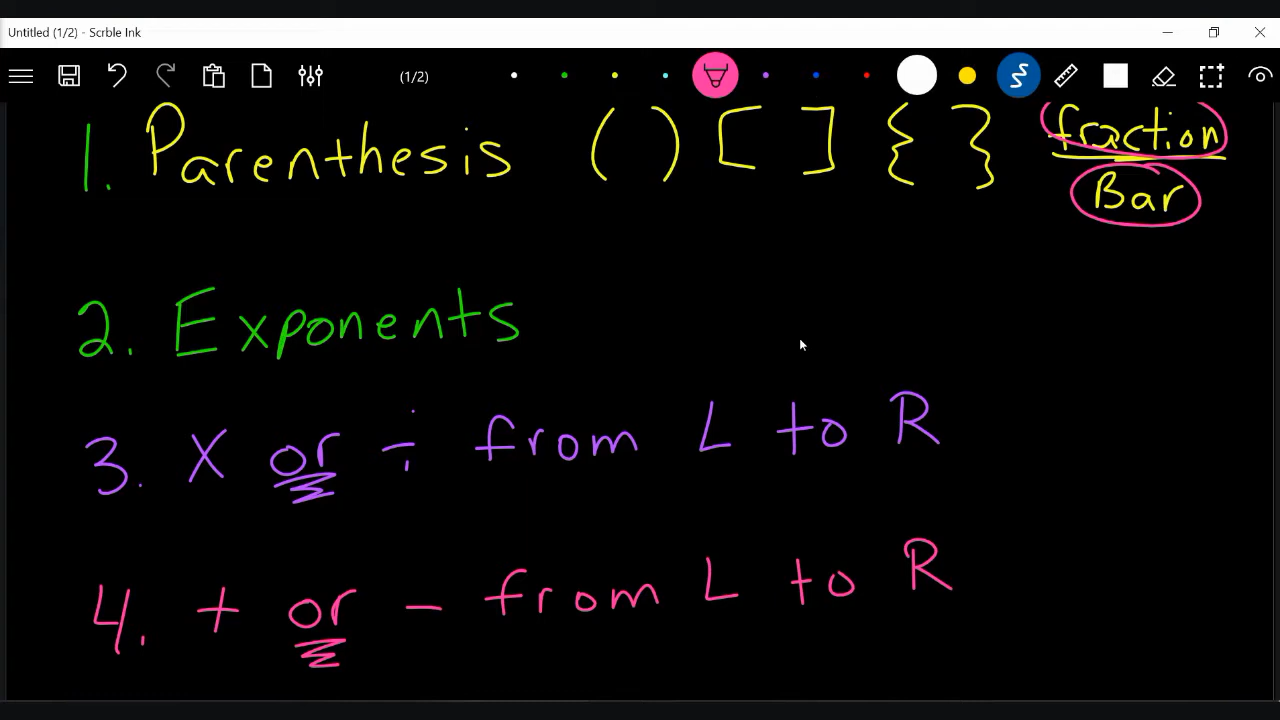 Untitled (1/2) - Scrble Ink
(1/2)
1. Parenthesis ( ) [ ] { } fraction
Bar
2. Exponents
3. X or ÷ from L to R
4. + or - from L to R